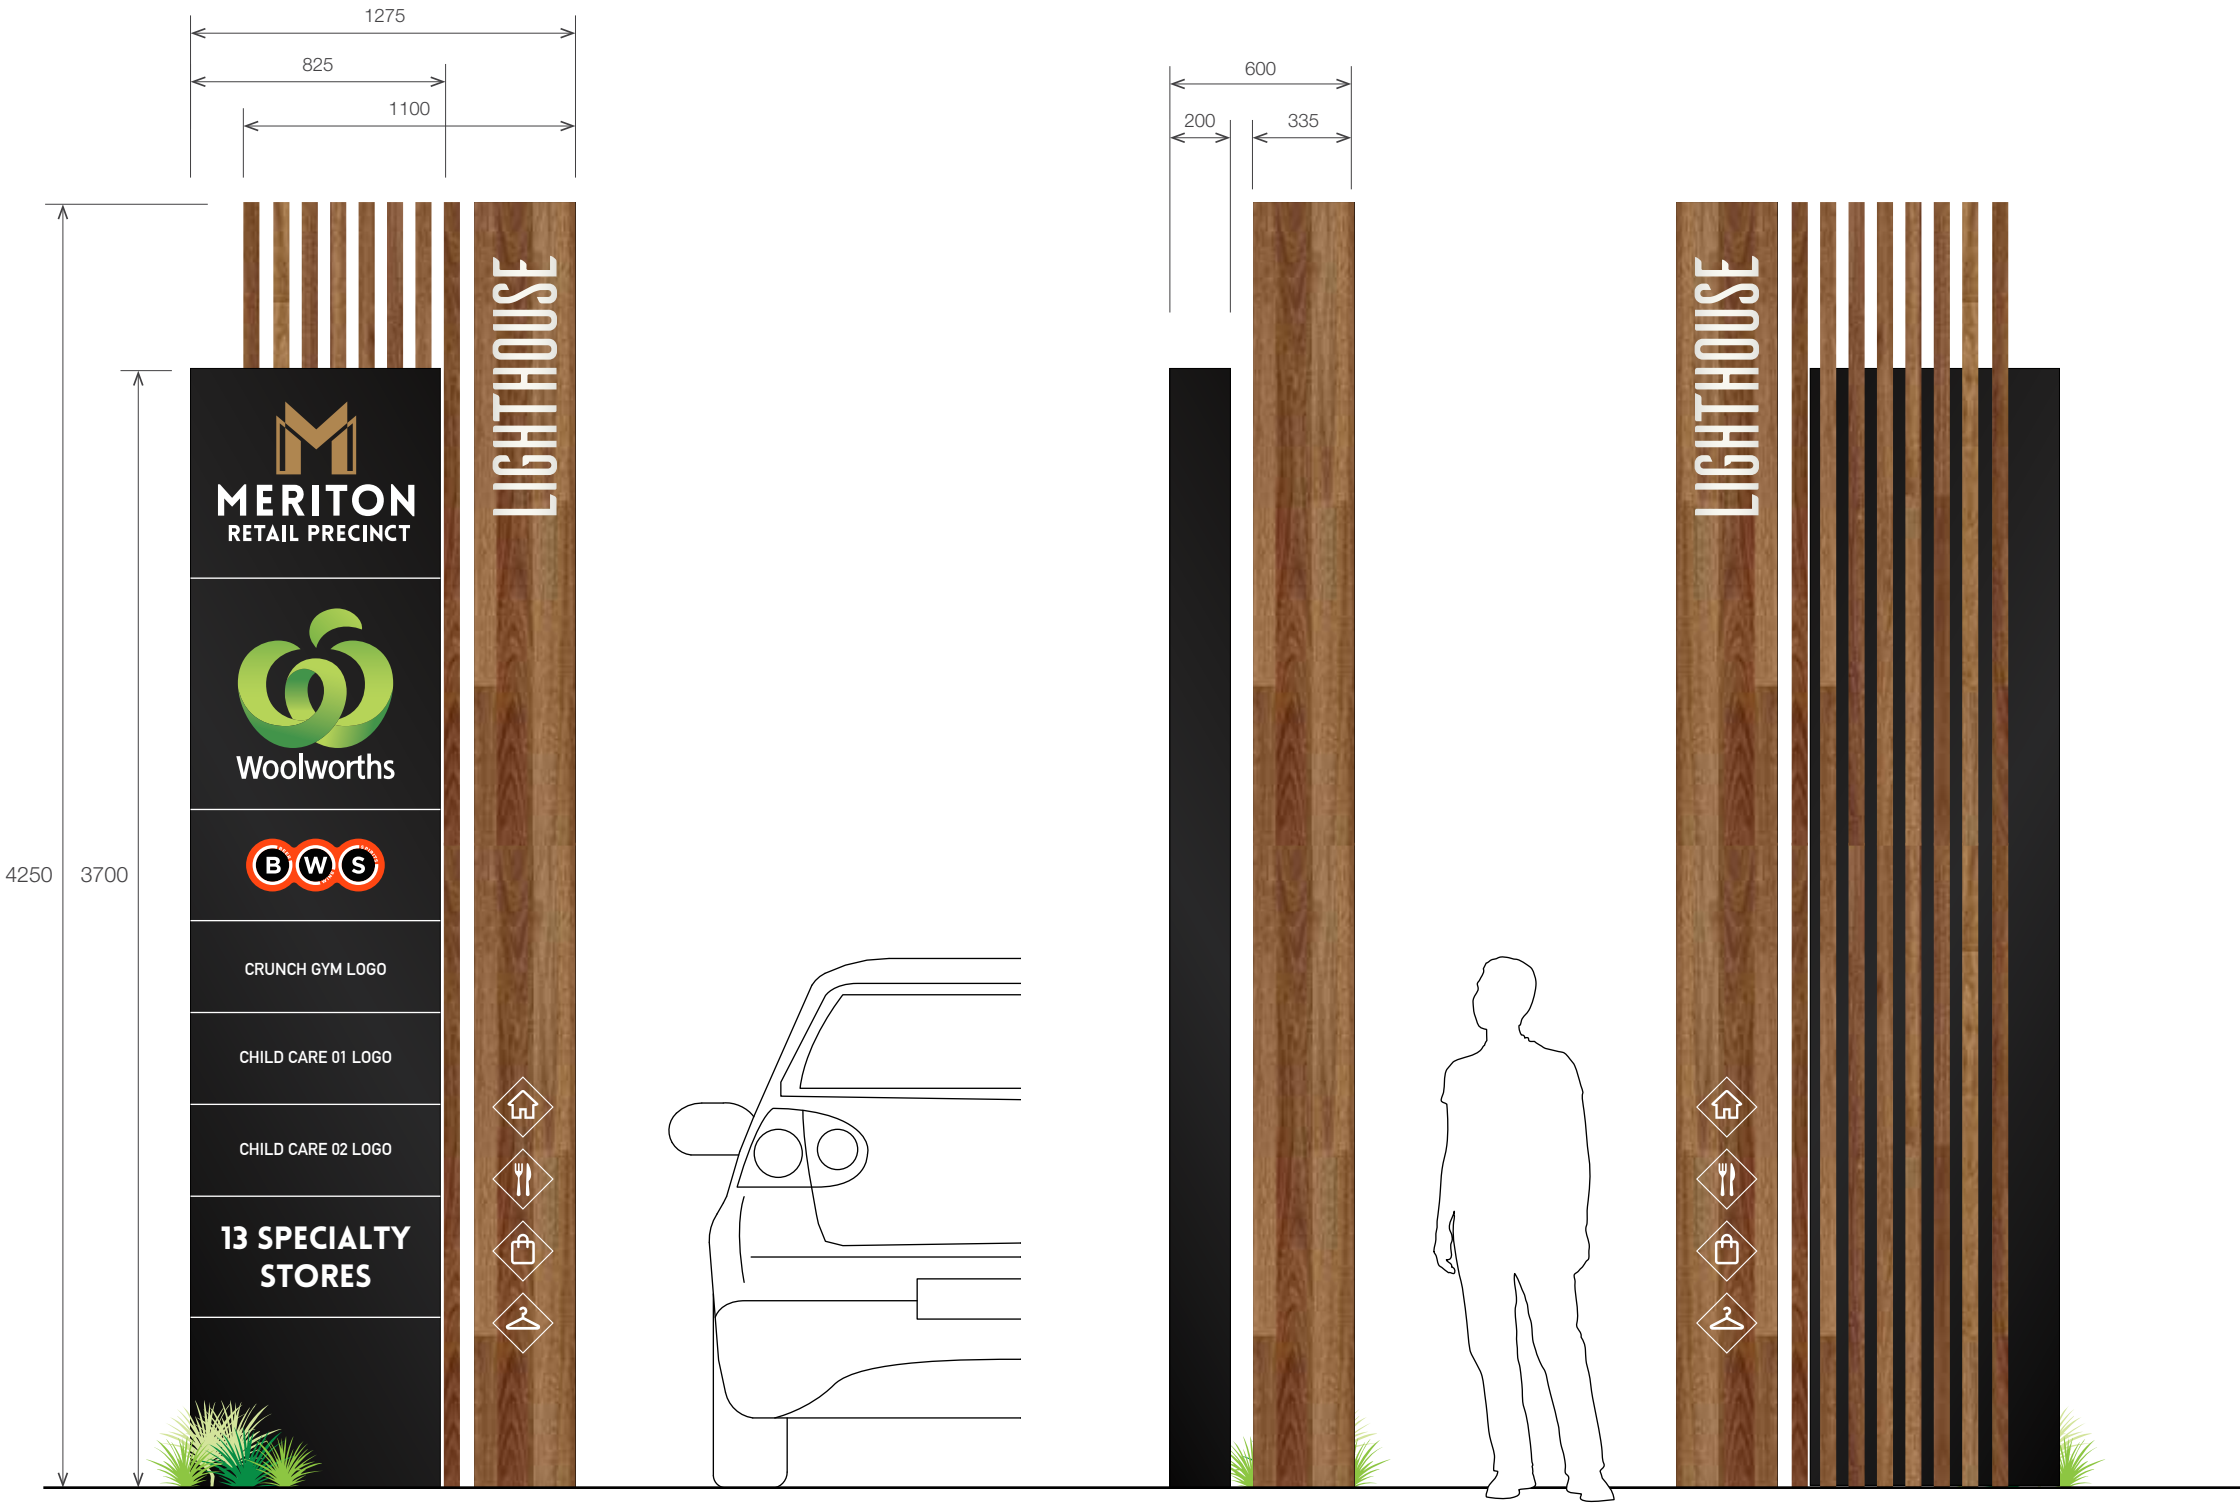 1275
825
1100
600
200
335
4250
3700
LIGHTHOUSE
MERITON
RETAIL PRECINCT
Woolworths
B W S
CRUNCH GYM LOGO
CHILD CARE 01 LOGO
CHILD CARE 02 LOGO
13 SPECIALTY
STORES
LIGHTHOUSE